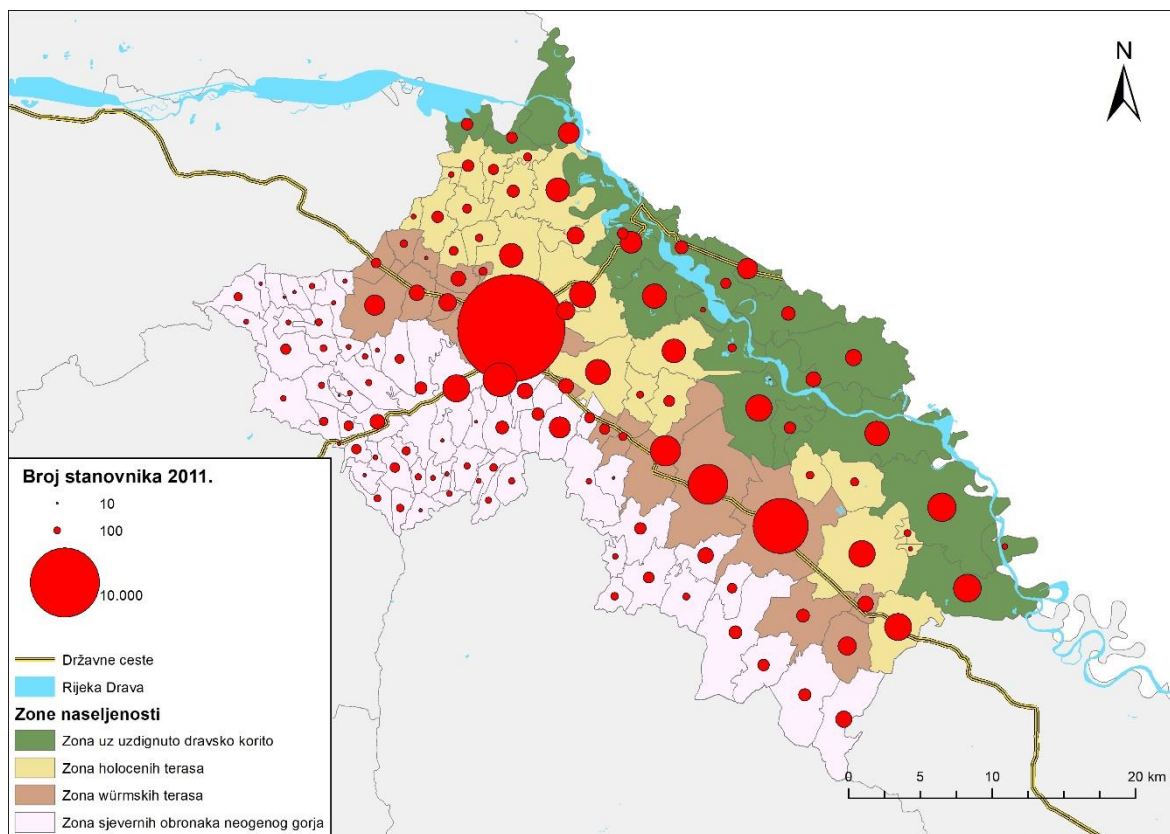 N
Broj stanovnika 2011.
10
100
10.000
Državne ceste
Rijeka Drava
Zone naseljenosti
Zona uz uzdignuto dravsko korito
Zona holocenih terasa
Zona würmskih terasa
Zona sjevernih obronaka neogenog gorja
0 5 10 20 km